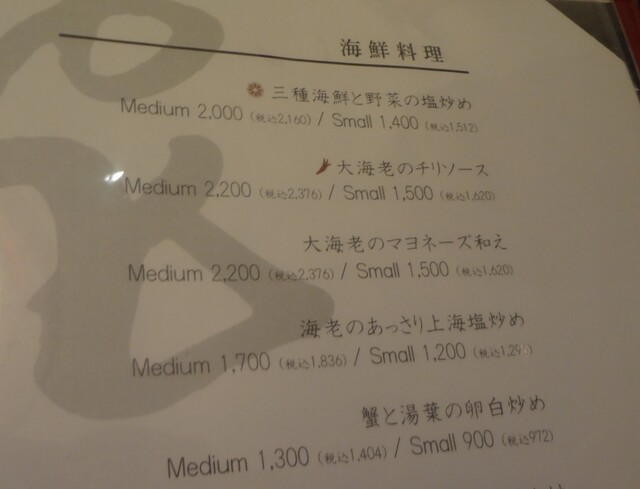 海鮮料理
三種海鮮と野菜の塩炒め
Medium 2,000 (税込2,160) / Small 1,400 (税込1,512)
大海老のチリソース
Medium 2,200 (税込2,376) / Small 1,500 (税込1,620)
大海老のマヨネーズ和え
Medium 2,200 (税込2,376) / Small 1,500 (税込1,620)
海老のあっさり上海塩炒め
Medium 1,700 (税込1,836) / Small 1,200 (税込1,296)
蟹と湯葉の卵白炒め
Medium 1,300 (税込1,404) / Small 900 (税込972)